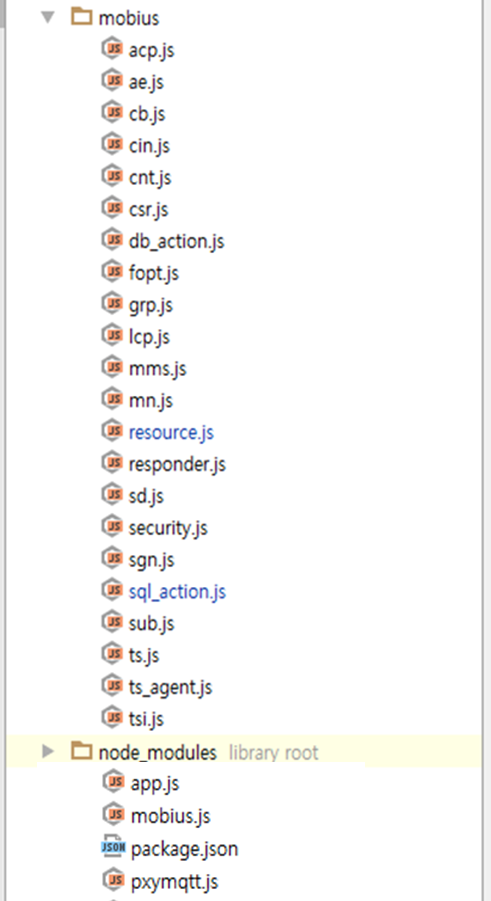 mobius
acp.js
ae.js
cb.js
cin.js
cnt.js
csr.js
db_action.js
fopt.js
grp.js
lcp.js
mms.js
mn.js
resource.js
responder.js
sd.js
security.js
sgn.js
sql_action.js
sub.js
ts.js
ts_agent.js
tsi.js
node_modules library root
app.js
mobius.js
package.json
pxymqtt.js